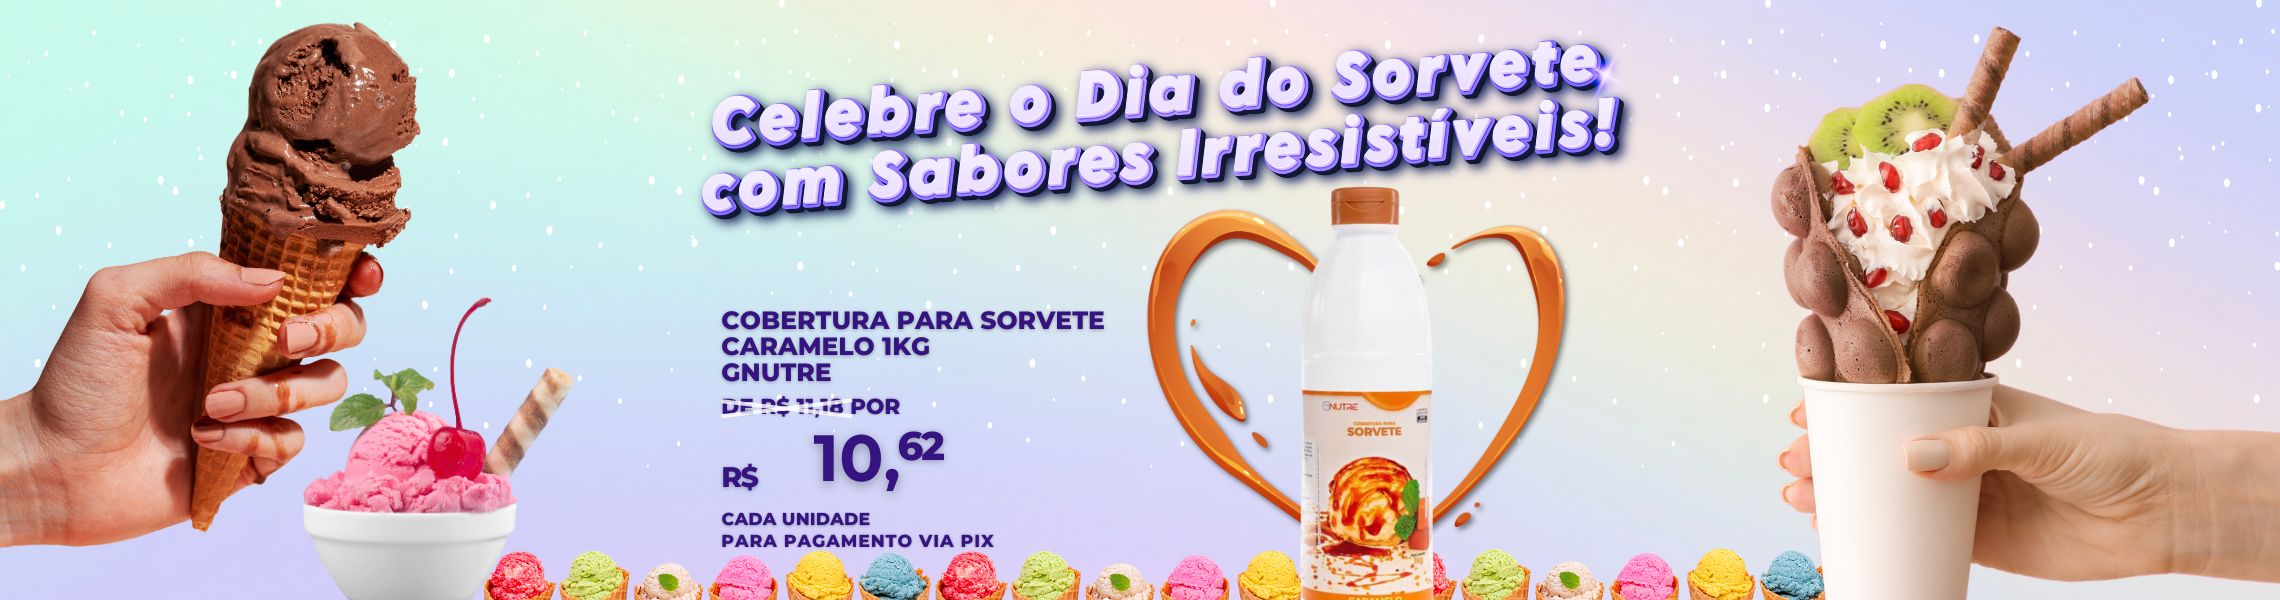 Celebre o Dia do Sorvete
com Sabores Irresistíveis!
COBERTURA PARA SORVETE
CARAMELO 1KG
GNUTRE
DE R$ 11,18 POR
R$ 10,62
CADA UNIDADE
PARA PAGAMENTO VIA PIX
GNUTRE
COBERTURA PARA
SORVETE
CARAMELO